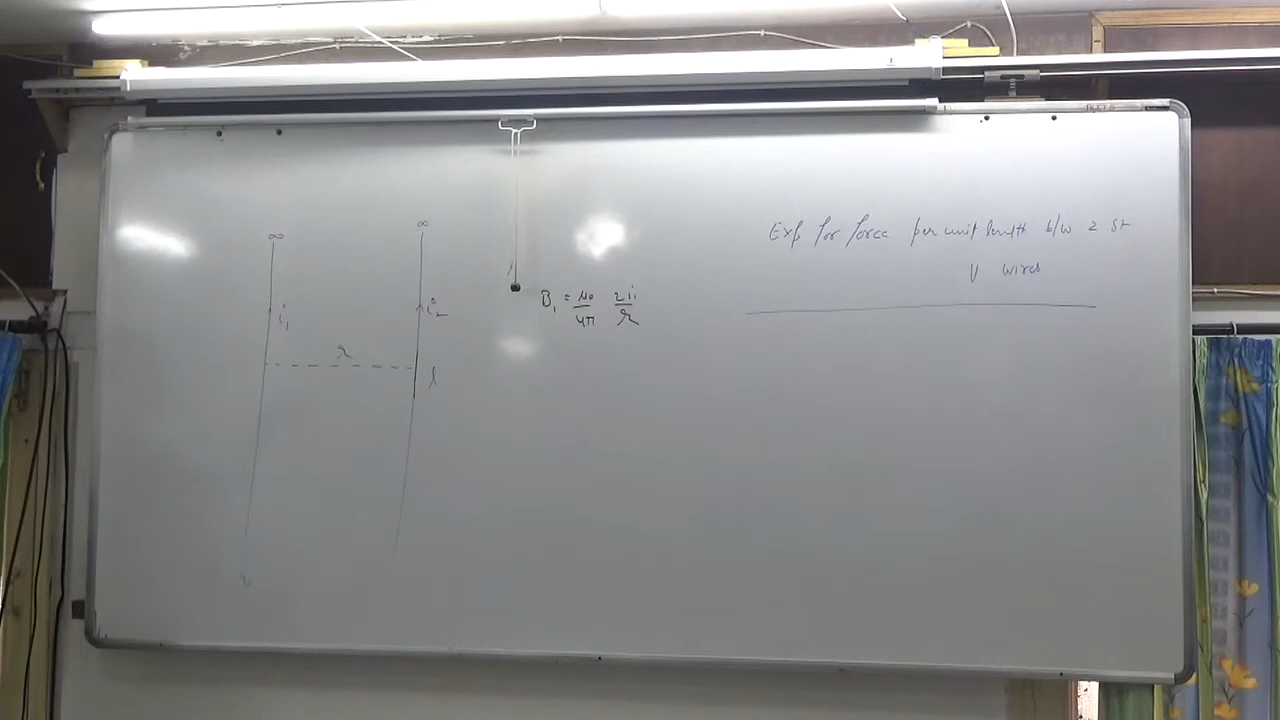 Exp for force per unit length b/w 2 st
|| wires
∞ ∞
i₁ i₂
B₁ = μ₀/4π 2i₁/r
r
l